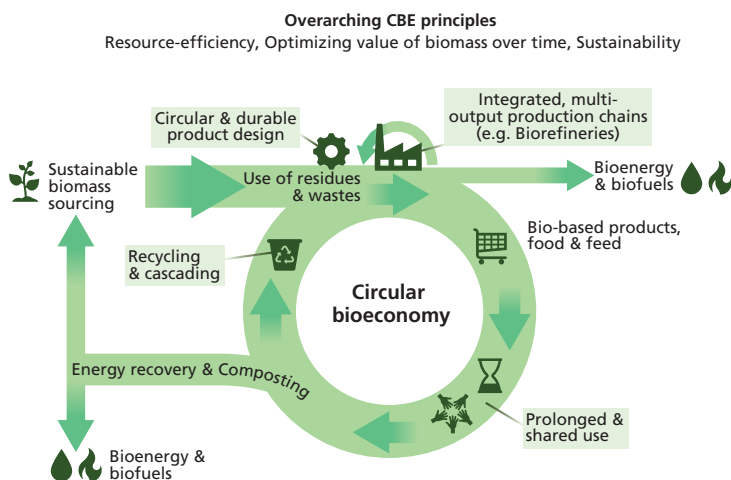 Overarching CBE principles
Resource-efficiency, Optimizing value of biomass over time, Sustainability
Circular & durable
product design
Integrated, multi-
output production chains
(e.g. Biorefineries)
Sustainable
biomass
sourcing
Use of residues
& wastes
Bioenergy
& biofuels
Bio-based products,
food & feed
Recycling
& cascading
Circular
bioeconomy
Energy recovery & Composting
Prolonged &
shared use
Bioenergy &
biofuels